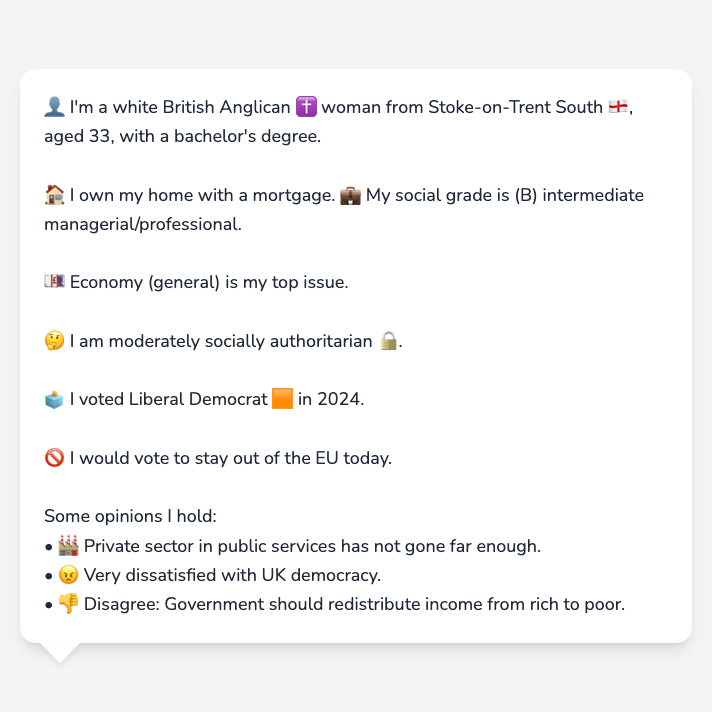 👤 I'm a white British Anglican ✝️ woman from Stoke-on-Trent South 🏴󠁧󠁢󠁥󠁮󠁧󠁿,
aged 33, with a bachelor's degree.
🏠 I own my home with a mortgage. 💼 My social grade is (B) intermediate
managerial/professional.
💷 Economy (general) is my top issue.
🤔 I am moderately socially authoritarian 🔒.
🗳️ I voted Liberal Democrat 🟧 in 2024.
🚫 I would vote to stay out of the EU today.
Some opinions I hold:
• 🏭 Private sector in public services has not gone far enough.
• 😠 Very dissatisfied with UK democracy.
• 👎 Disagree: Government should redistribute income from rich to poor.